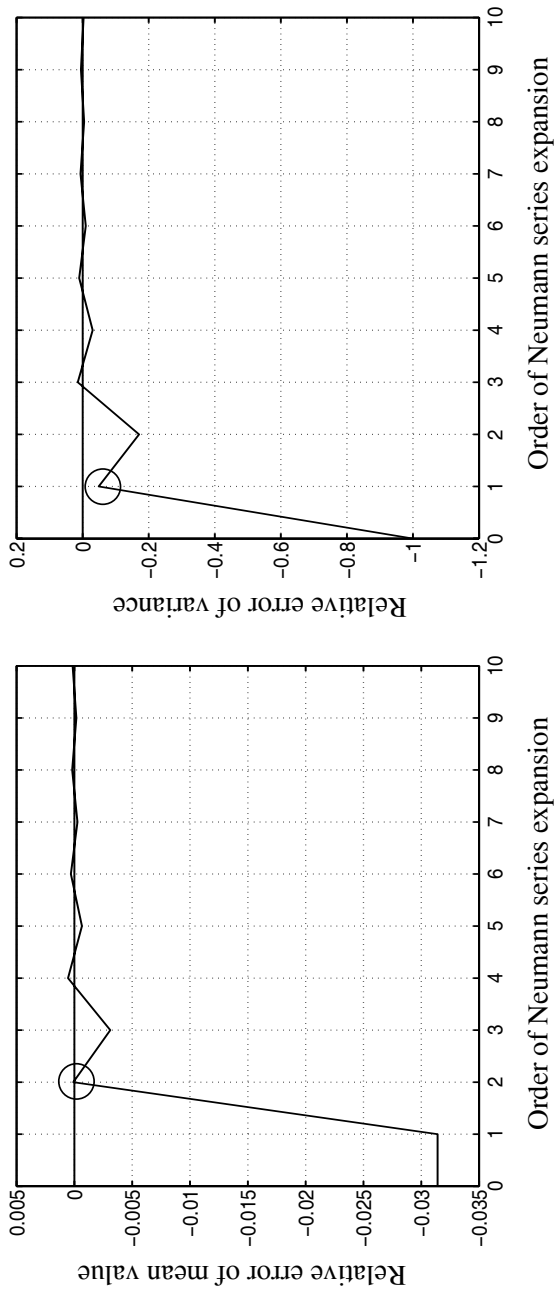 0.005
0
−0.005
−0.01
−0.015
−0.02
−0.025
−0.03
−0.035
0 1 2 3 4 5 6 7 8 9 10
Relative error of mean value
Order of Neumann series expansion
0.2
0
−0.2
−0.4
−0.6
−0.8
−1
−1.2
0 1 2 3 4 5 6 7 8 9 10
Relative error of variance
Order of Neumann series expansion